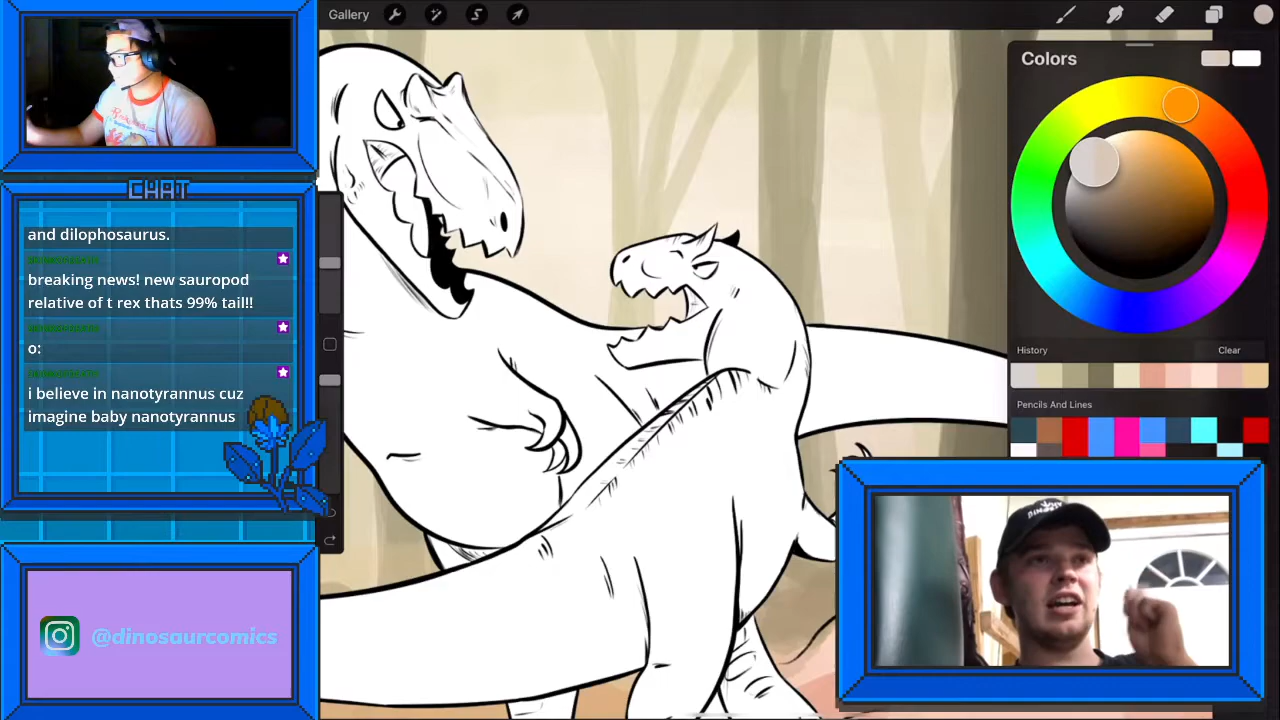 Gallery
Colors
CHAT
and dilophosaurus.
breaking news! new sauropod
relative of t rex thats 99% tail!!
o:
i believe in nanotyrannus cuz
imagine baby nanotyrannus
History
Clear
Pencils And Lines
@dinosaurcomics